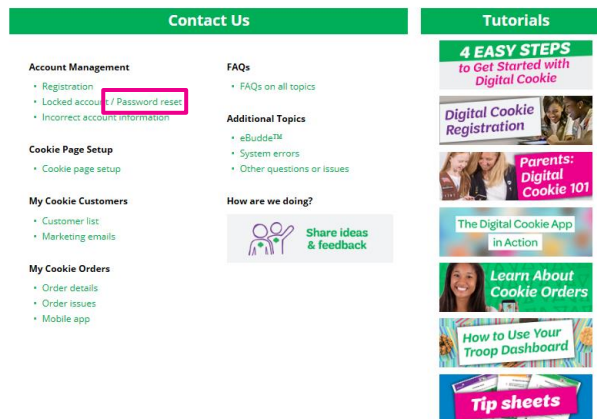 Contact Us
Account Management
• Registration
• Locked account / Password reset
• Incorrect account information
Cookie Page Setup
• Cookie page setup
My Cookie Customers
• Customer list
• Marketing emails
My Cookie Orders
• Order details
• Order issues
• Mobile app
FAQs
• FAQs on all topics
Additional Topics
• eBudde™
• System errors
• Other questions or issues
How are we doing?
Share ideas
& feedback
Tutorials
4 EASY STEPS
to Get Started with
Digital Cookie
Digital Cookie
Registration
Parents:
Digital
Cookie 101
The Digital Cookie App
in Action
Learn About
Cookie Orders
How to Use Your
Troop Dashboard
Tip sheets